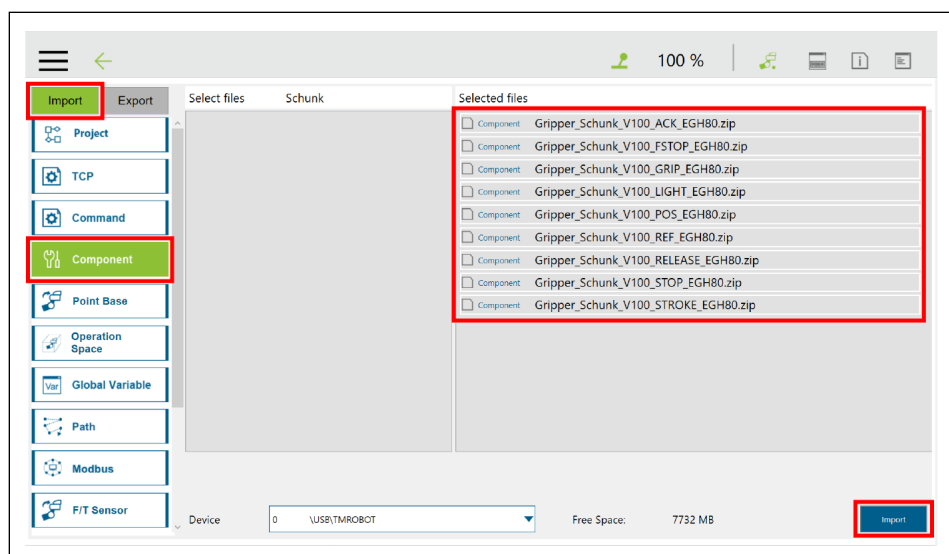 100 %
Import Export Select files Schunk Selected files
Project
TCP
Command
Component
Point Base
Operation
Space
Var Global Variable
Path
Modbus
F/T Sensor
Component Gripper_Schunk_V100_ACK_EGH80.zip
Component Gripper_Schunk_V100_FSTOP_EGH80.zip
Component Gripper_Schunk_V100_GRIP_EGH80.zip
Component Gripper_Schunk_V100_LIGHT_EGH80.zip
Component Gripper_Schunk_V100_POS_EGH80.zip
Component Gripper_Schunk_V100_REF_EGH80.zip
Component Gripper_Schunk_V100_RELEASE_EGH80.zip
Component Gripper_Schunk_V100_STOP_EGH80.zip
Component Gripper_Schunk_V100_STROKE_EGH80.zip
Device 0 \USB\TMROBOT Free Space: 7732 MB Import